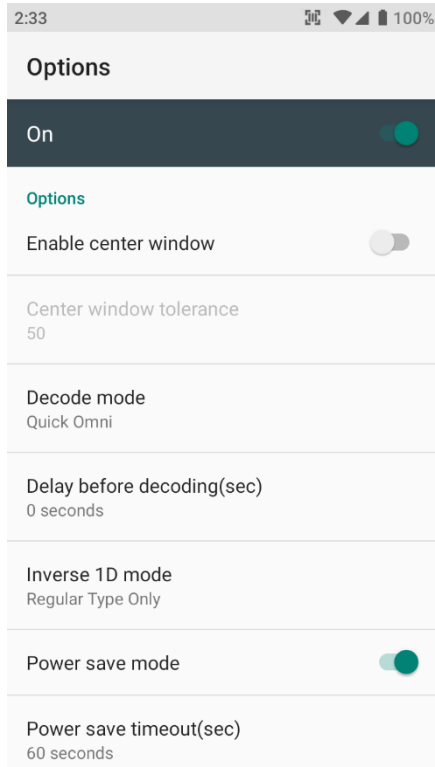 2:33
100%
Options
On
Options
Enable center window
Center window tolerance
50
Decode mode
Quick Omni
Delay before decoding(sec)
0 seconds
Inverse 1D mode
Regular Type Only
Power save mode
Power save timeout(sec)
60 seconds